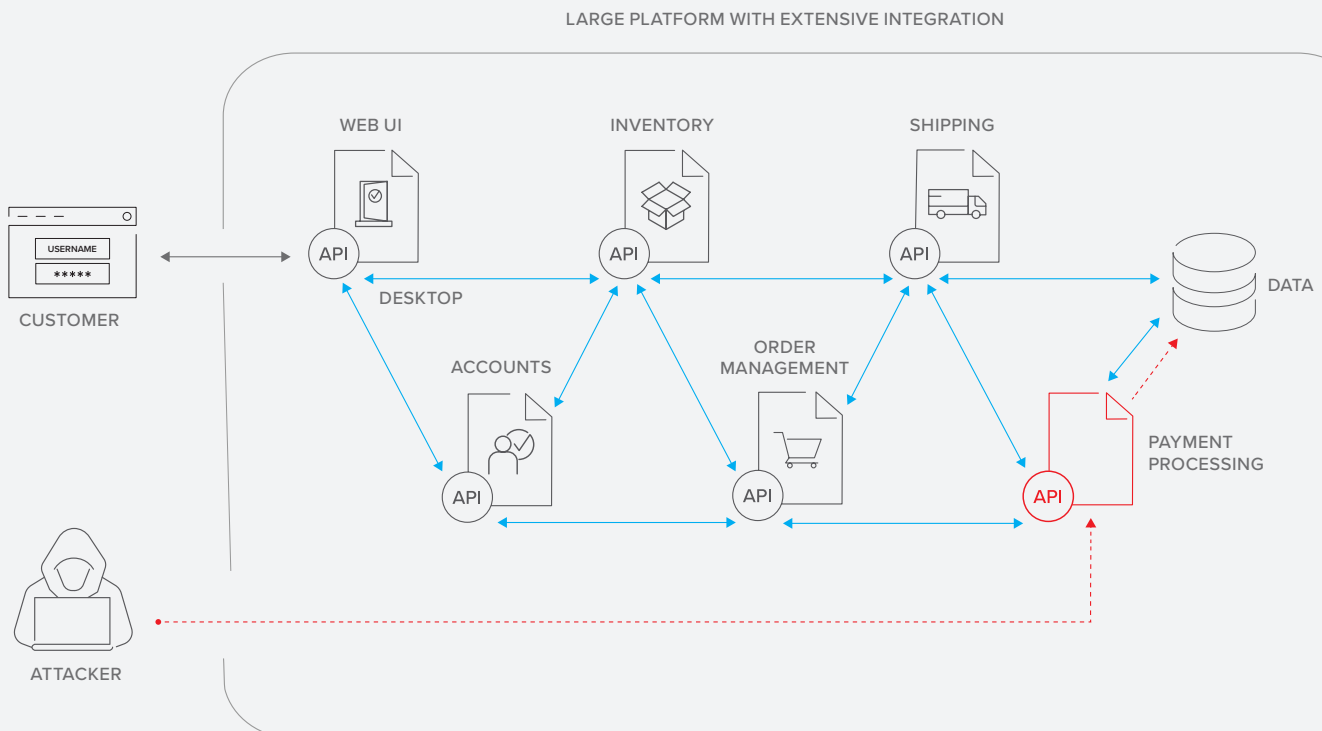 LARGE PLATFORM WITH EXTENSIVE INTEGRATION
WEB UI
INVENTORY
SHIPPING
USERNAME
*****
API
API
API
DESKTOP
DATA
CUSTOMER
ACCOUNTS
ORDER
MANAGEMENT
PAYMENT
PROCESSING
API
API
API
ATTACKER